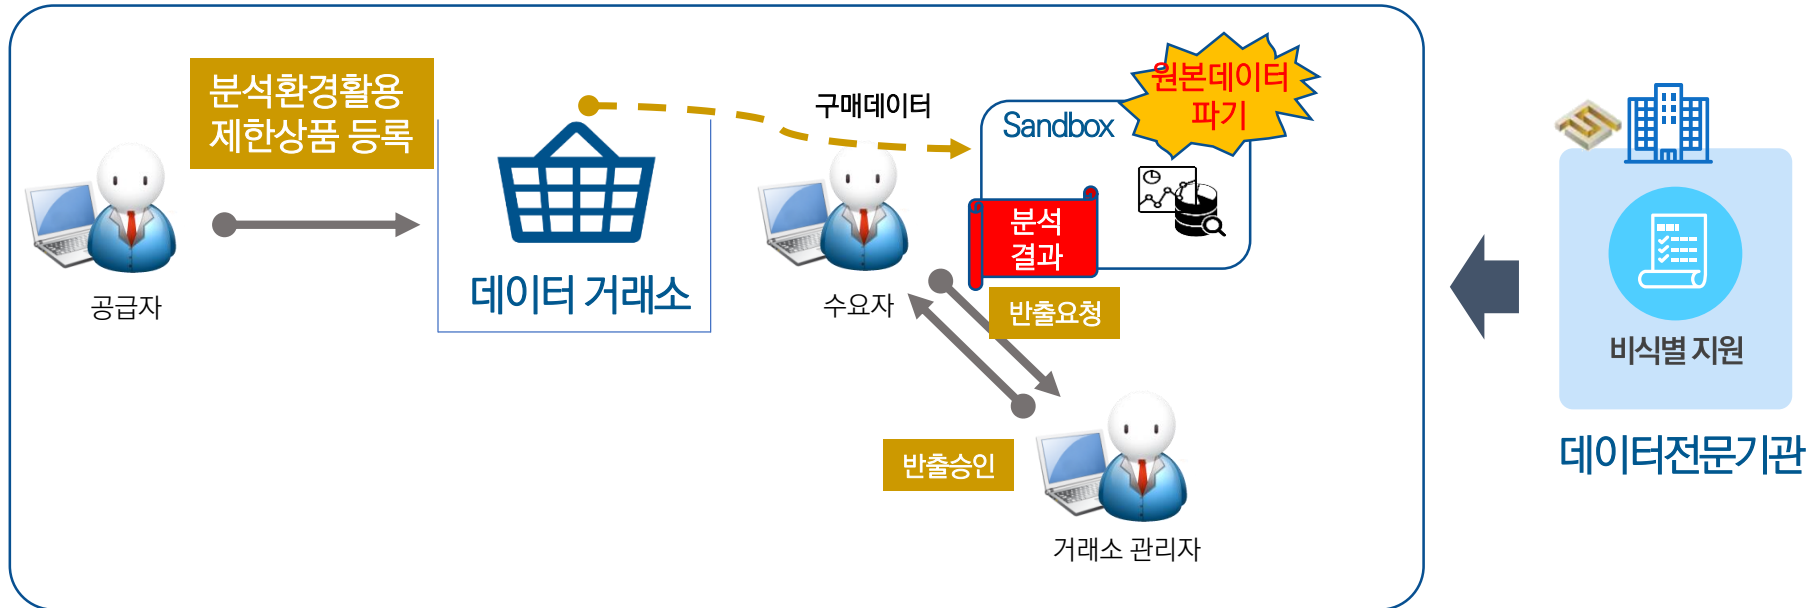 분석환경활용
제한상품 등록
공급자
데이터 거래소
구매데이터
수요자
Sandbox
원본데이터
파기
분석
결과
반출요청
반출승인
거래소 관리자
비식별 지원
데이터전문기관